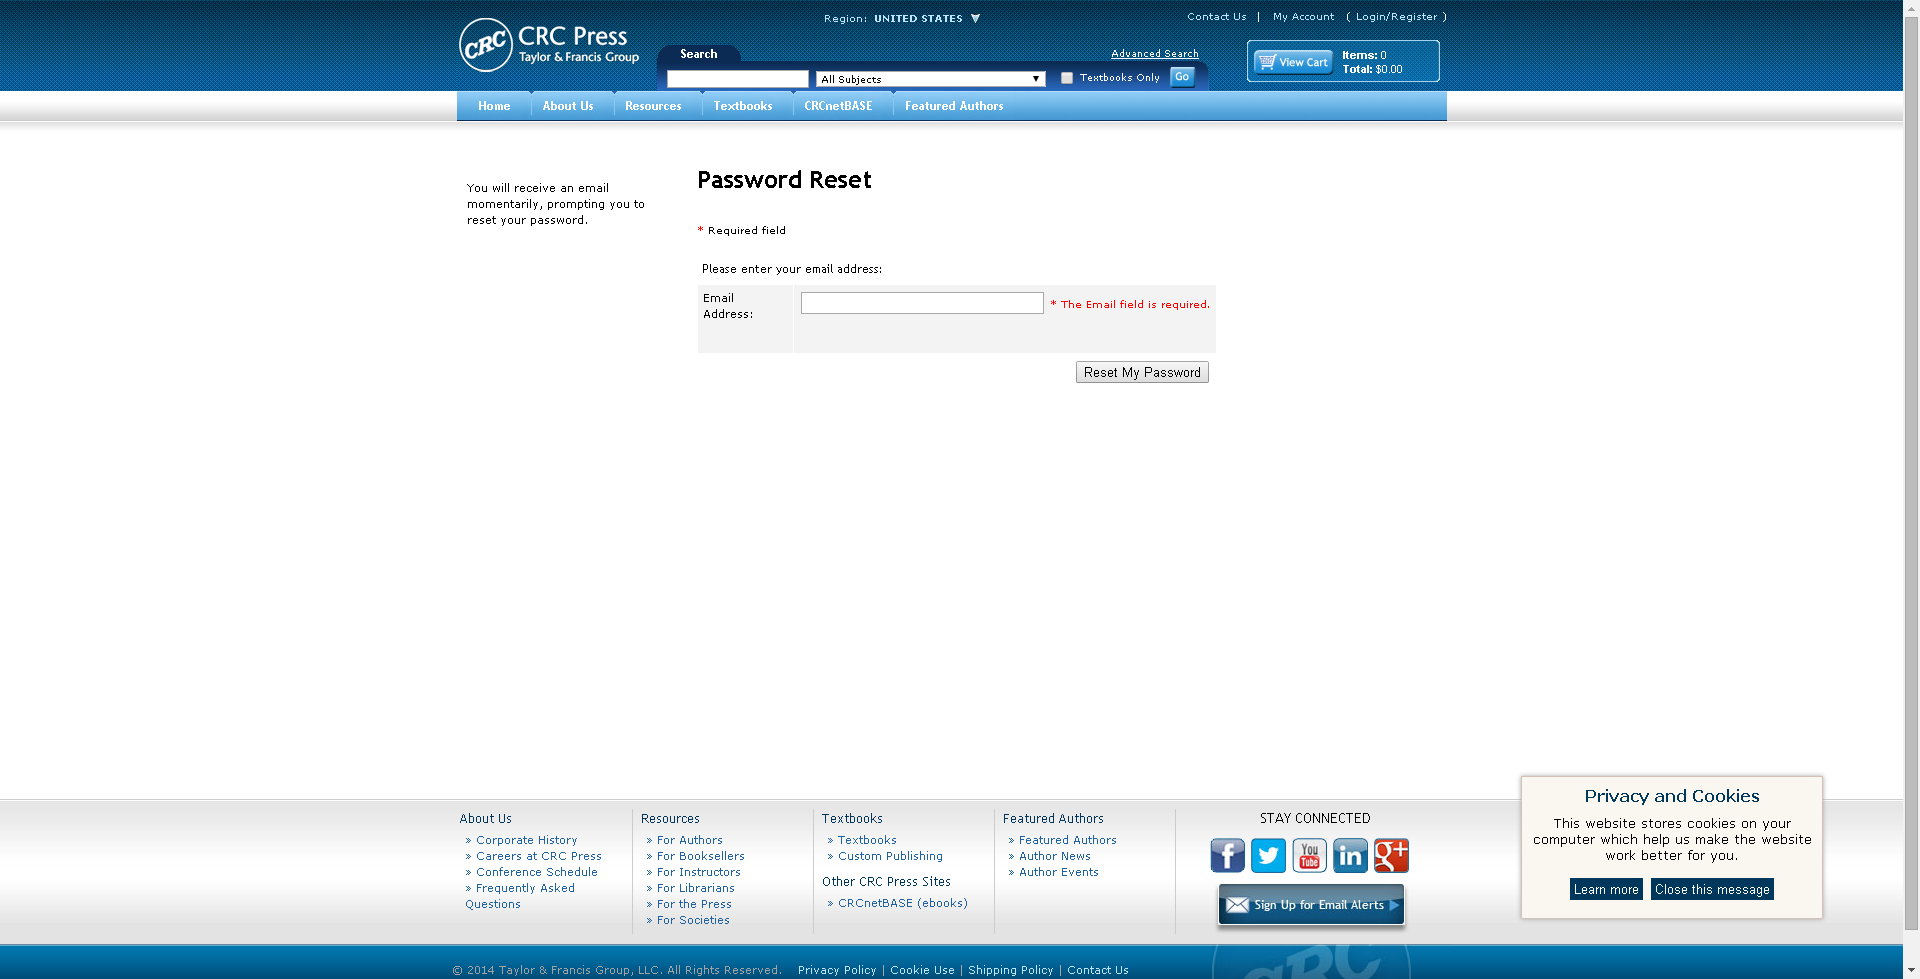 Region: UNITED STATES
Contact Us | My Account ( Login/Register )
CRC
CRC Press
Taylor & Francis Group
Search
Advanced Search
All Subjects
Textbooks Only
Go
View Cart
Items: 0
Total: $0.00
Home
About Us
Resources
Textbooks
CRCnetBASE
Featured Authors
You will receive an email
momentarily, prompting you to
reset your password.
Password Reset
* Required field
Please enter your email address:
Email
Address:
* The Email field is required.
Reset My Password
About Us
» Corporate History
» Careers at CRC Press
» Conference Schedule
» Frequently Asked
Questions
Resources
» For Authors
» For Booksellers
» For Instructors
» For Librarians
» For the Press
» For Societies
Textbooks
» Textbooks
» Custom Publishing
Other CRC Press Sites
» CRCnetBASE (ebooks)
Featured Authors
» Featured Authors
» Author News
» Author Events
STAY CONNECTED
f
You
Tube
in
g+
Sign Up for Email Alerts
Privacy and Cookies
This website stores cookies on your
computer which help us make the website
work better for you.
Learn more
Close this message
© 2014 Taylor & Francis Group, LLC. All Rights Reserved.
Privacy Policy | Cookie Use | Shipping Policy | Contact Us
CRC